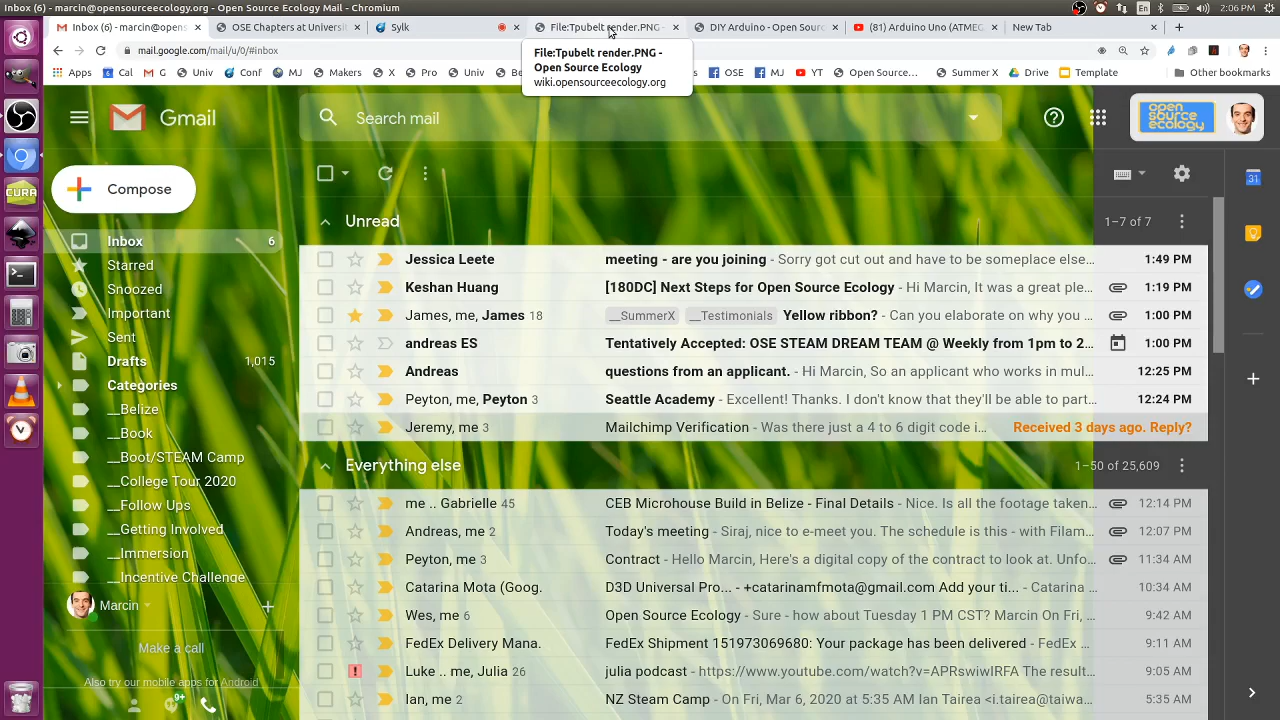 Inbox (6) - marcin@opensourceecology.org - Open Source Ecology Mail - Chromium
En
2:06 PM
Inbox (6) - marcin@opens
OSE Chapters at Universit
Sylk
File:Tpubelt render.PNG -
DIY Arduino - Open Sourc
(81) Arduino Uno (ATMEG
New Tab
mail.google.com/mail/u/0/#inbox
Apps
Cal
G
Univ
Conf
MJ
Makers
X
Pro
Univ
Be
OSE
MJ
YT
Open Source…
Summer X
Drive
Template
Other bookmarks
File:Tpubelt render.PNG -
Open Source Ecology
wiki.opensourceecology.org
Gmail
Search mail
open
source
ecology
Compose
Unread
1–7 of 7
Inbox 6
Starred
Snoozed
Important
Sent
Drafts 1,015
Categories
__Belize
__Book
__Boot/STEAM Camp
__College Tour 2020
__Follow Ups
__Getting Involved
__Immersion
__Incentive Challenge
Marcin
Make a call
Also try our mobile apps for Android
9+
CURA
31
Jessica Leete meeting - are you joining - Sorry got cut out and have to be someplace else… 1:49 PM
Keshan Huang [180DC] Next Steps for Open Source Ecology - Hi Marcin, It was a great ple… 1:19 PM
James, me, James 18 __SummerX __Testimonials Yellow ribbon? - Can you elaborate on why you … 1:00 PM
andreas ES Tentatively Accepted: OSE STEAM DREAM TEAM @ Weekly from 1pm to 2… 1:00 PM
Andreas questions from an applicant. - Hi Marcin, So an applicant who works in mul… 12:25 PM
Peyton, me, Peyton 3 Seattle Academy - Excellent! Thanks. I don't know that they'll be able to part… 12:24 PM
Jeremy, me 3 Mailchimp Verification - Was there just a 4 to 6 digit code i… Received 3 days ago. Reply?
Everything else 1–50 of 25,609
me .. Gabrielle 45 CEB Microhouse Build in Belize - Final Details - Nice. Is all the footage taken… 12:14 PM
Andreas, me 2 Today's meeting - Siraj, nice to e-meet you. The schedule is this - with Filam… 12:07 PM
Peyton, me 3 Contract - Hello Marcin, Here's a digital copy of the contract to look at. Unfo… 11:34 AM
Catarina Mota (Goog. D3D Universal Pro… - +catarinamfmota@gmail.com Add your ti… - Catarina … 10:34 AM
Wes, me 6 Open Source Ecology - Sure - how about Tuesday 1 PM CST? Marcin On Fri, … 9:42 AM
FedEx Delivery Mana. FedEx Shipment 151973069680: Your package has been delivered - FedEx … 9:11 AM
Luke .. me, Julia 26 julia podcast - https://www.youtube.com/watch?v=APRswiwIRFA The result… 9:05 AM
Ian, me 2 NZ Steam Camp - On Fri, Mar 6, 2020 at 5:35 AM Ian Tairea <i.tairea@taiwa… 5:35 AM